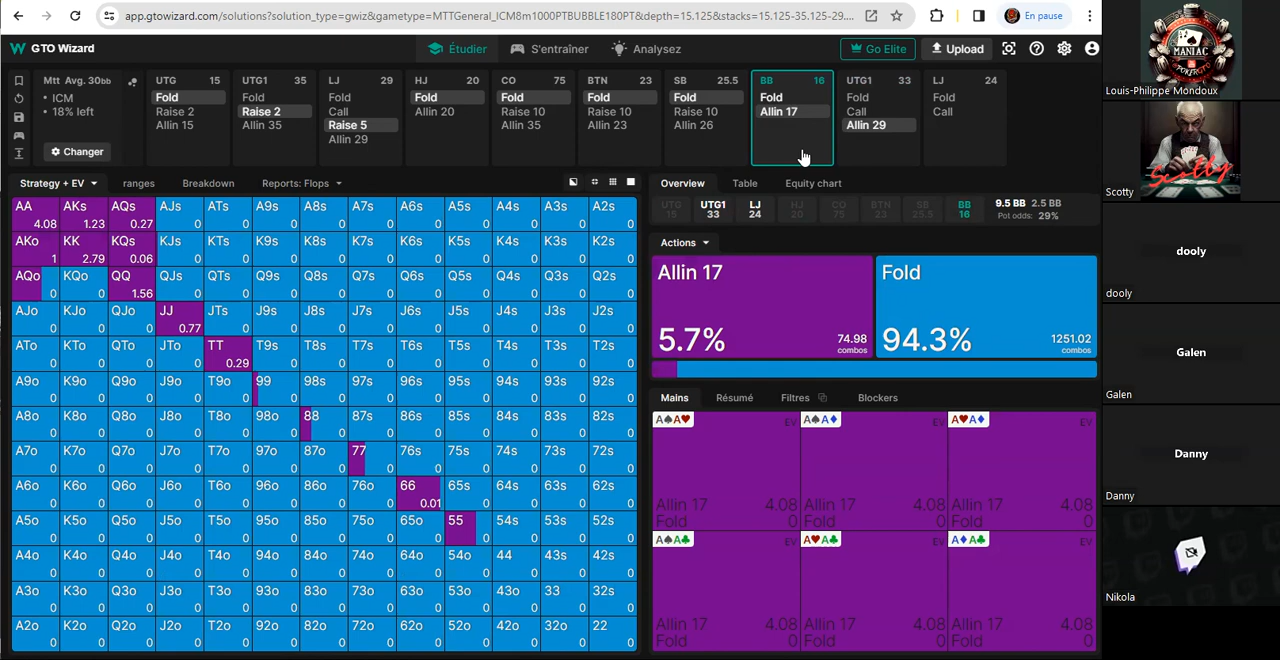 app.gtowizard.com/solutions?solution_type=gwiz&gametype=MTTGeneral_ICM8m1000PTBUBBLE180PT&depth=15.125&stacks=15.125-35.125-29....
En pause
GTO Wizard
Étudier
S'entraîner
Analysez
Go Elite
Upload
Mtt Avg. 30bb
• ICM
• 18% left
Changer
UTG 15
Fold
Raise 2
Allin 15
UTG1 35
Fold
Raise 2
Allin 35
LJ 29
Fold
Call
Raise 5
Allin 29
HJ 20
Fold
Allin 20
CO 75
Fold
Raise 10
Allin 35
BTN 23
Fold
Raise 10
Allin 23
SB 25.5
Fold
Raise 10
Allin 26
BB 16
Fold
Allin 17
UTG1 33
Fold
Call
Allin 29
LJ 24
Fold
Call
Strategy + EV
ranges
Breakdown
Reports: Flops
AA 4.08 AKs 1.23 AQs 0.27 AJs 0 ATs 0 A9s 0 A8s 0 A7s 0 A6s 0 A5s 0 A4s 0 A3s 0 A2s 0
AKo 1 KK 2.79 KQs 0.06 KJs 0 KTs 0 K9s 0 K8s 0 K7s 0 K6s 0 K5s 0 K4s 0 K3s 0 K2s 0
AQo 0 KQo 0 QQ 1.56 QJs 0 QTs 0 Q9s 0 Q8s 0 Q7s 0 Q6s 0 Q5s 0 Q4s 0 Q3s 0 Q2s 0
AJo 0 KJo 0 QJo 0 JJ 0.77 JTs 0 J9s 0 J8s 0 J7s 0 J6s 0 J5s 0 J4s 0 J3s 0 J2s 0
ATo 0 KTo 0 QTo 0 JTo 0 TT 0.29 T9s 0 T8s 0 T7s 0 T6s 0 T5s 0 T4s 0 T3s 0 T2s 0
A9o 0 K9o 0 Q9o 0 J9o 0 T9o 0 99 0 98s 0 97s 0 96s 0 95s 0 94s 0 93s 0 92s 0
A8o 0 K8o 0 Q8o 0 J8o 0 T8o 0 98o 0 88 0 87s 0 86s 0 85s 0 84s 0 83s 0 82s 0
A7o 0 K7o 0 Q7o 0 J7o 0 T7o 0 97o 0 87o 0 77 0 76s 0 75s 0 74s 0 73s 0 72s 0
A6o 0 K6o 0 Q6o 0 J6o 0 T6o 0 96o 0 86o 0 76o 0 66 0.01 65s 0 64s 0 63s 0 62s 0
A5o 0 K5o 0 Q5o 0 J5o 0 T5o 0 95o 0 85o 0 75o 0 65o 0 55 0 54s 0 53s 0 52s 0
A4o 0 K4o 0 Q4o 0 J4o 0 T4o 0 94o 0 84o 0 74o 0 64o 0 54o 0 44 0 43s 0 42s 0
A3o 0 K3o 0 Q3o 0 J3o 0 T3o 0 93o 0 83o 0 73o 0 63o 0 53o 0 43o 0 33 0 32s 0
A2o 0 K2o 0 Q2o 0 J2o 0 T2o 0 92o 0 82o 0 72o 0 62o 0 52o 0 42o 0 32o 0 22 0
Overview
Table
Equity chart
UTG 15
UTG1 33
LJ 24
HJ 20
CO 75
BTN 23
SB 25.5
BB 16
9.5 BB 2.5 BB
Pot odds: 29%
Actions
Allin 17
5.7%
74.98
combos
Fold
94.3%
1251.02
combos
Mains
Résumé
Filtres
Blockers
A♠A♥ EV
Allin 17 4.08
Fold 0
A♠A♦ EV
Allin 17 4.08
Fold 0
A♥A♦ EV
Allin 17 4.08
Fold 0
A♠A♣ EV
Allin 17 4.08
Fold 0
A♥A♣ EV
Allin 17 4.08
Fold 0
A♦A♣ EV
Allin 17 4.08
Fold 0
MANIAC
Louis-Philippe Mondoux
Scotty
Scotty
dooly
dooly
Galen
Galen
Danny
Danny
Nikola